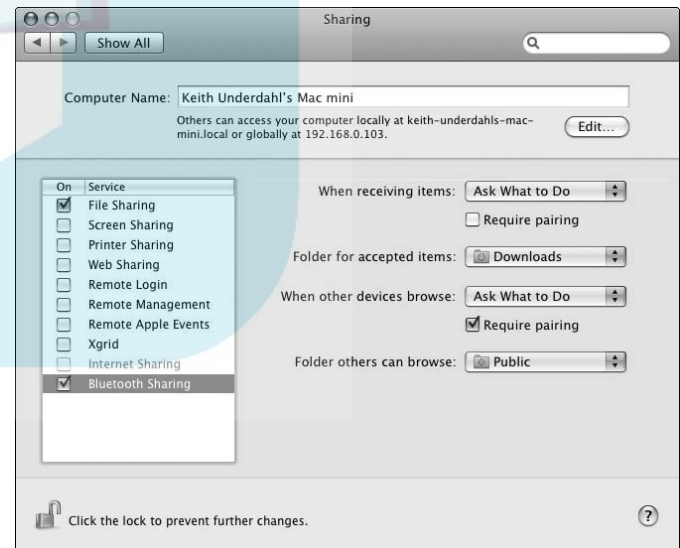 Sharing
Show All
Computer Name: Keith Underdahl's Mac mini
Others can access your computer locally at keith-underdahls-mac-
mini.local or globally at 192.168.0.103.
Edit...
On Service
File Sharing
Screen Sharing
Printer Sharing
Web Sharing
Remote Login
Remote Management
Remote Apple Events
Xgrid
Internet Sharing
Bluetooth Sharing
When receiving items: Ask What to Do
Require pairing
Folder for accepted items: Downloads
When other devices browse: Ask What to Do
Require pairing
Folder others can browse: Public
Click the lock to prevent further changes.
?